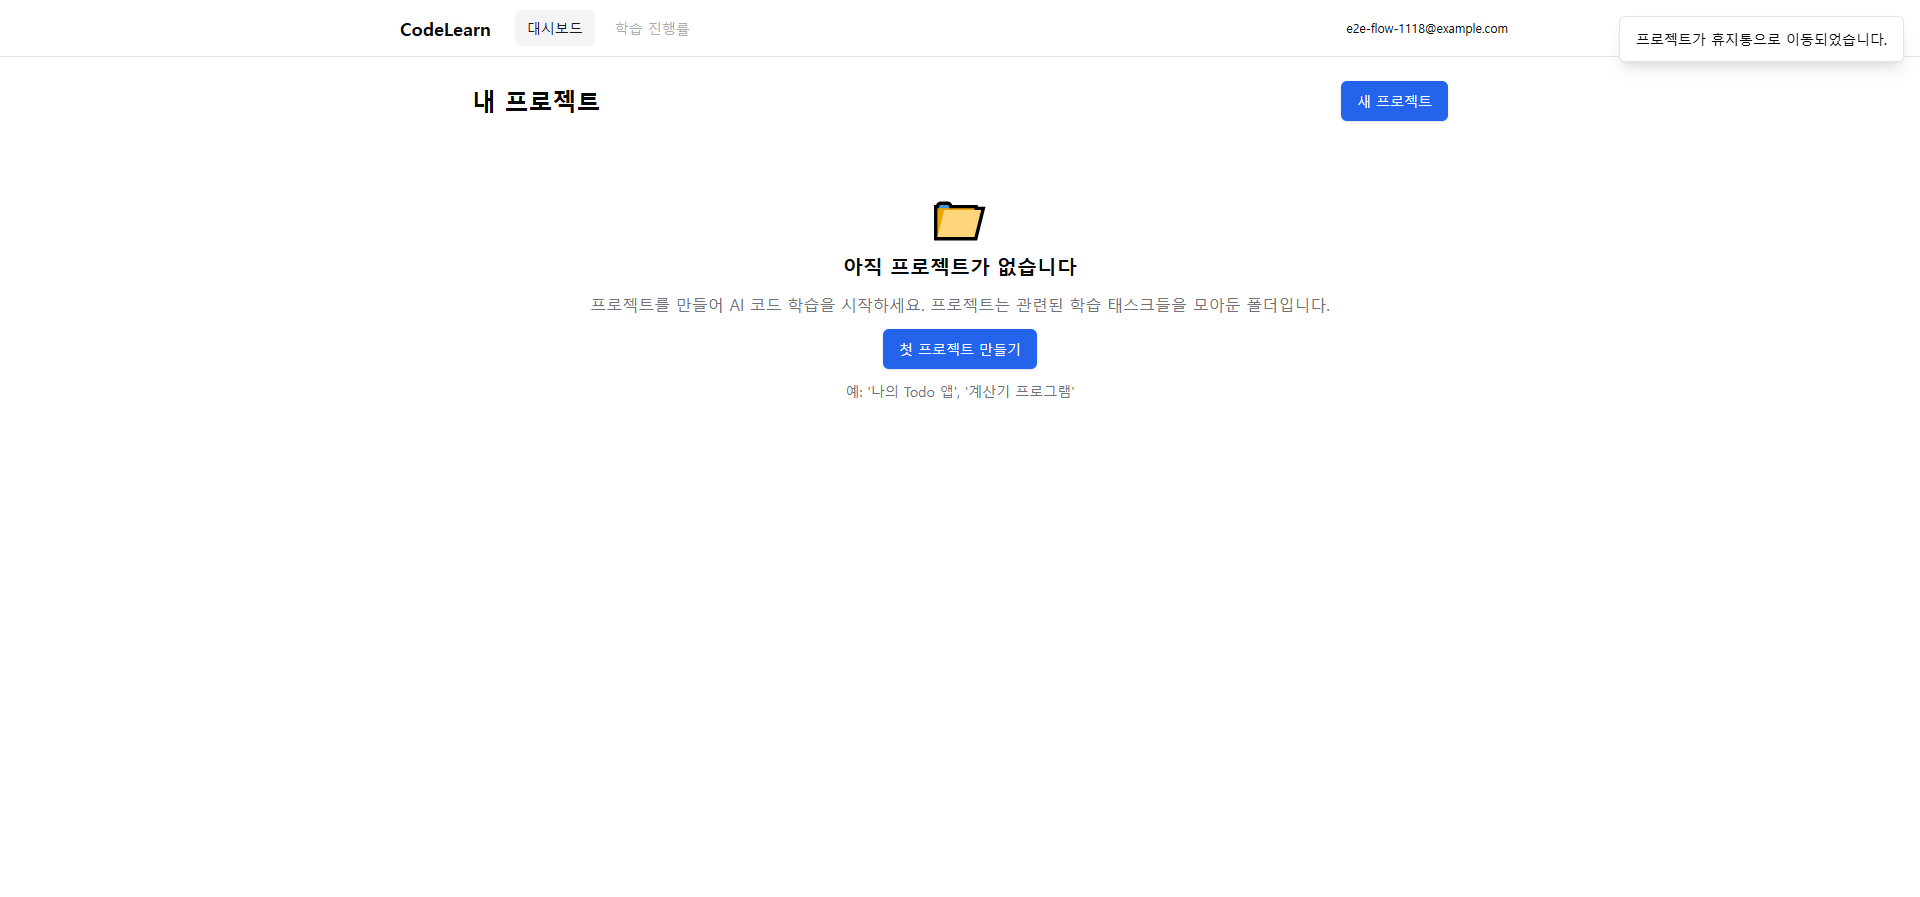 CodeLearn
대시보드
학습 진행률
e2e-flow-1118@example.com
프로젝트가 휴지통으로 이동되었습니다.
내 프로젝트
새 프로젝트
아직 프로젝트가 없습니다
프로젝트를 만들어 AI 코드 학습을 시작하세요. 프로젝트는 관련된 학습 태스크들을 모아둔 폴더입니다.
첫 프로젝트 만들기
예: '나의 Todo 앱', '계산기 프로그램'